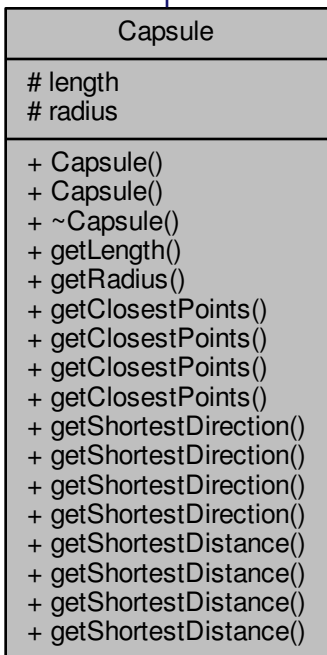 Capsule
# length
# radius
+ Capsule()
+ Capsule()
+ ~Capsule()
+ getLength()
+ getRadius()
+ getClosestPoints()
+ getClosestPoints()
+ getClosestPoints()
+ getClosestPoints()
+ getShortestDirection()
+ getShortestDirection()
+ getShortestDirection()
+ getShortestDirection()
+ getShortestDistance()
+ getShortestDistance()
+ getShortestDistance()
+ getShortestDistance()